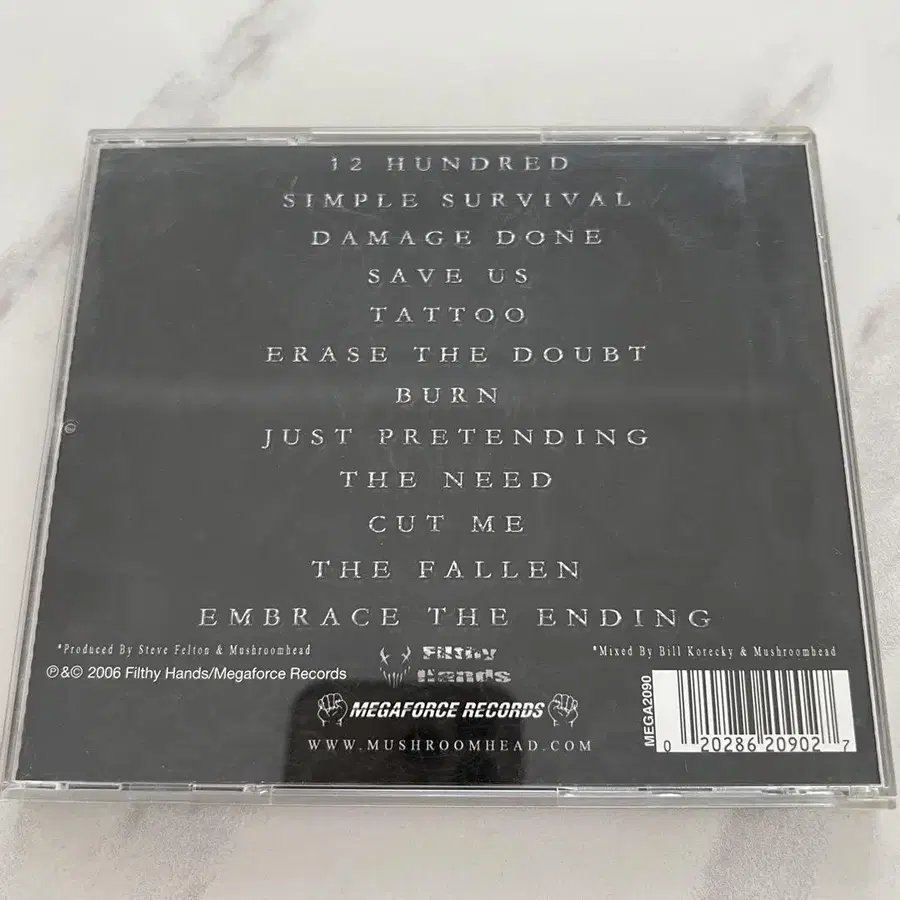 12 HUNDRED
SIMPLE SURVIVAL
DAMAGE DONE
SAVE US
TATTOO
ERASE THE DOUBT
BURN
JUST PRETENDING
THE NEED
CUT ME
THE FALLEN
EMBRACE THE ENDING
*Produced By Steve Felton & Mushroomhead
*Mixed By Bill Korecky & Mushroomhead
℗&© 2006 Filthy Hands/Megaforce Records
Filthy
Hands
MEGAFORCE RECORDS
WWW.MUSHROOMHEAD.COM
MEGA2090
0 20286 20902 7